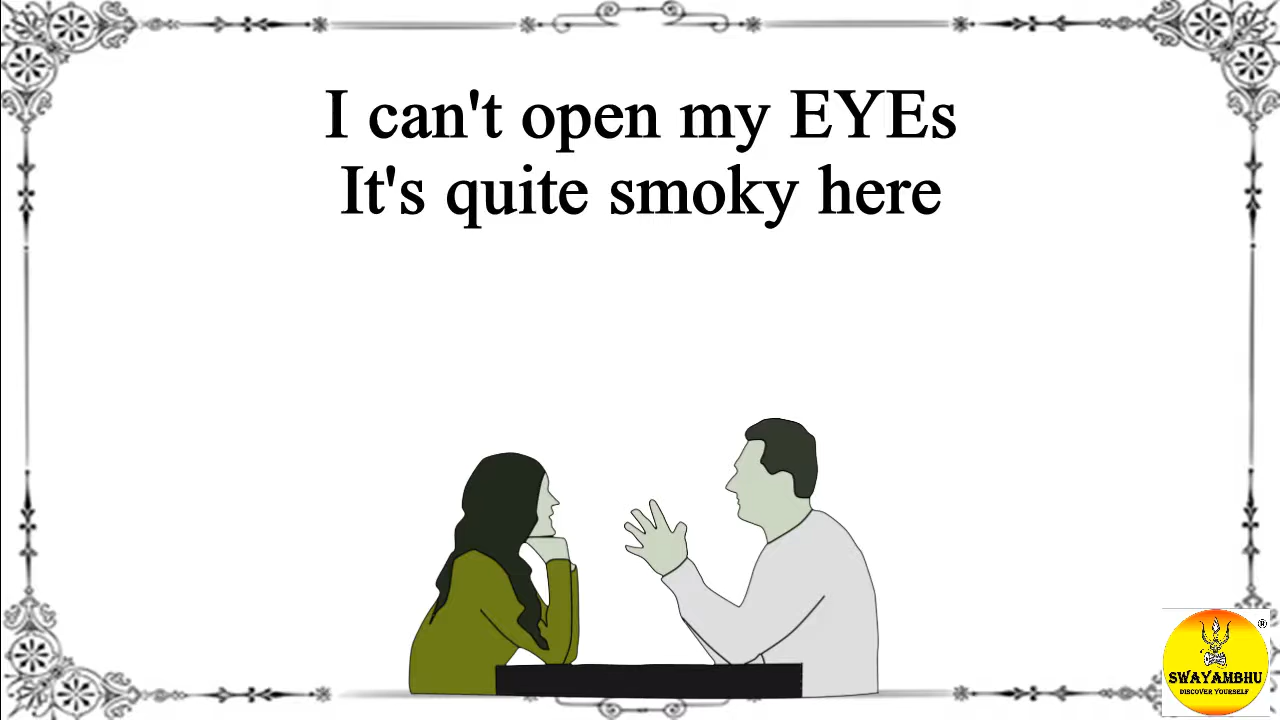 I can't open my EYEs
It's quite smoky here
®
SWAYAMBHU
DISCOVER YOURSELF